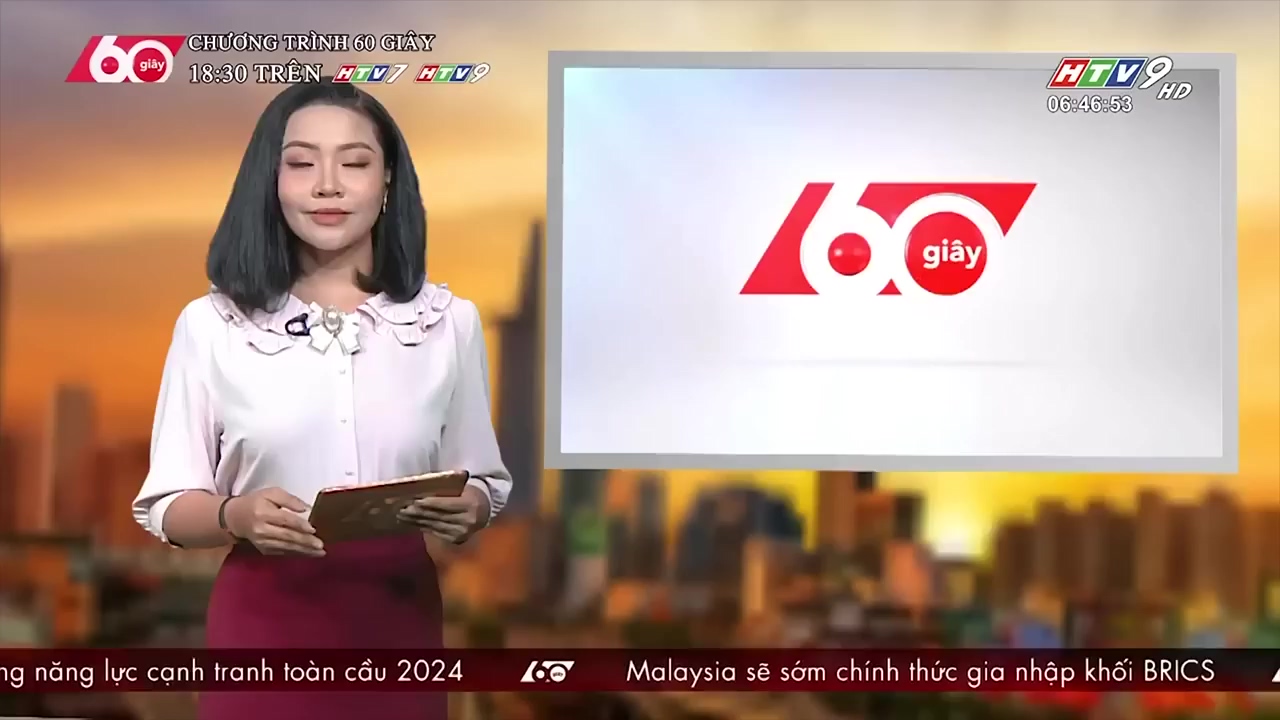 60 giây
CHƯƠNG TRÌNH 60 GIÂY
18:30 TRÊN HTV7 HTV9
HTV9 HD
06:46:53
60 giây
ng năng lực cạnh tranh toàn cầu 2024 60 giây Malaysia sẽ sớm chính thức gia nhập khối BRICS